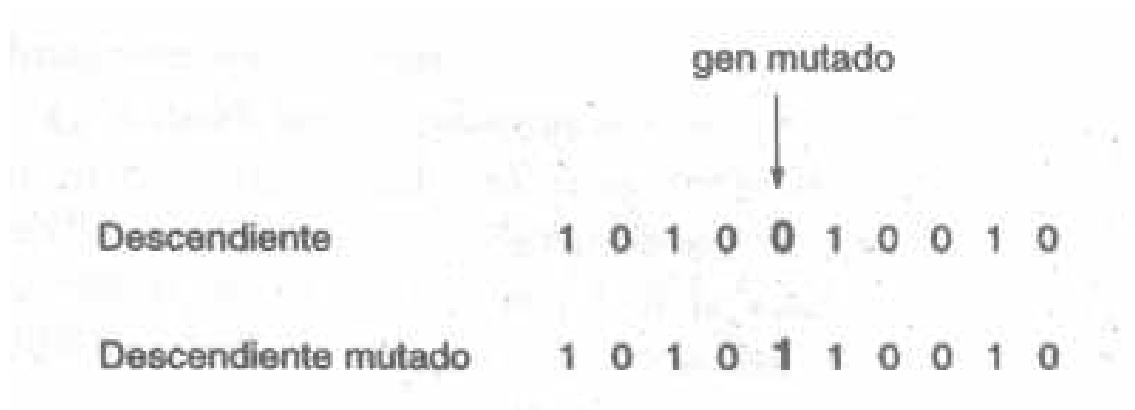 gen mutado
Descendiente 1 0 1 0 0 1 0 0 1 0
Descendiente mutado 1 0 1 0 1 1 0 0 1 0